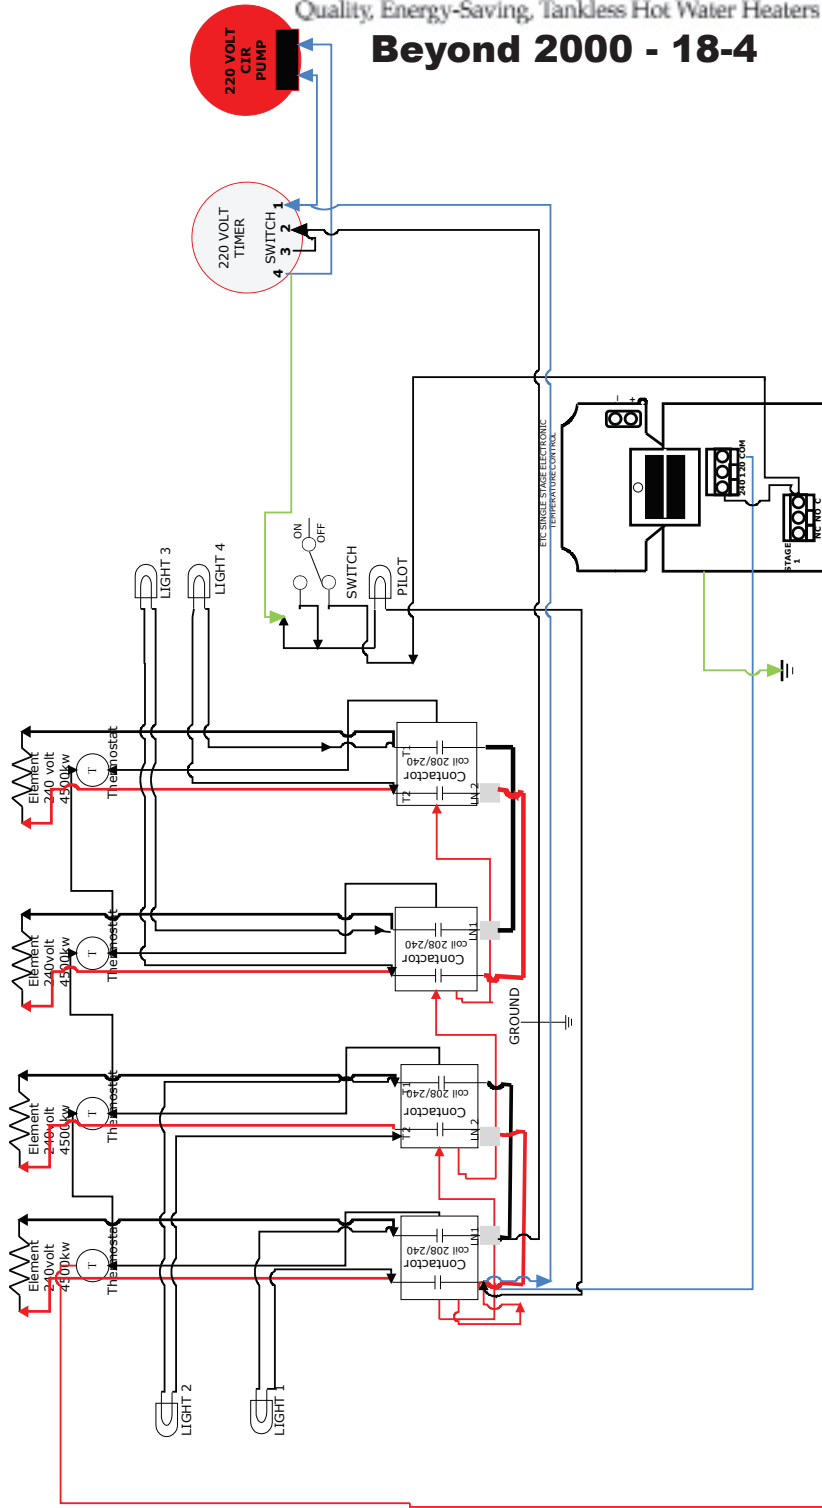 Quality, Energy-Saving, Tankless Hot Water Heaters
Beyond 2000 - 18-4
220 VOLT
CIR
PUMP
220 VOLT
TIMER
SWITCH
1
2
3
4
ETC SINGLE STAGE ELECTRONIC
TEMPERATURE CONTROL
- +
240 120 COM
STAGE
1
NC NO C
ON
OFF
SWITCH
PILOT
LIGHT 3
LIGHT 4
Element
240 volt
4500kw
T
Thermostat
T1
T2
Contactor
coil 208/240
LN 2
Element
240volt
4500kw
T
Thermostat
Contactor
coil 208/240
LN1
GROUND
Element
240volt
4500kw
T
Thermostat
T1
T2
Contactor
coil 208/240
LN 2
Element
240volt
4500kw
T
Thermostat
Contactor
coil 208/240
LN1
LIGHT 2
LIGHT 1